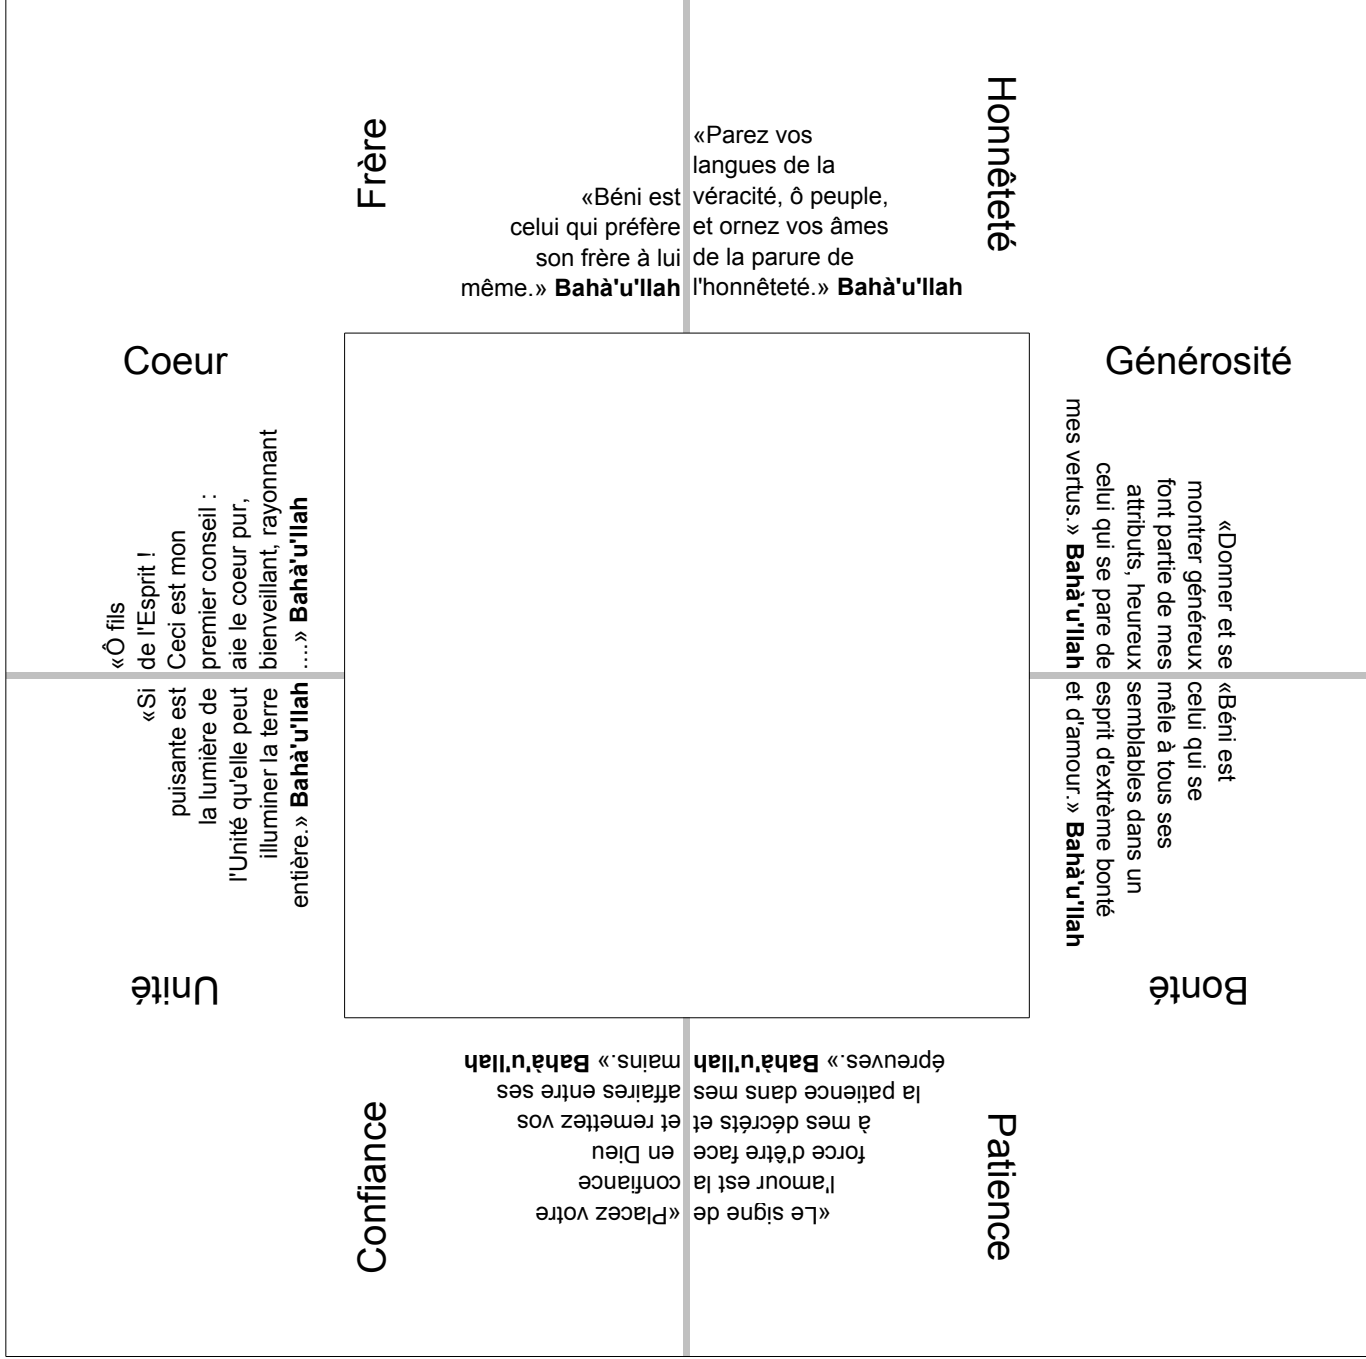 Frère
«Béni est
celui qui préfère
son frère à lui
même.» Bahà'u'llah
«Parez vos
langues de la
véracité, ô peuple,
et ornez vos âmes
de la parure de
l'honnêteté.» Bahà'u'llah
Honnêteté
Coeur
«Ô fils
de l'Esprit !
Ceci est mon
premier conseil :
aie le coeur pur,
bienveillant, rayonnant
....» Bahà'u'llah
Générosité
«Donner et se
montrer généreux
font partie de mes
attributs, heureux
celui qui se pare de
mes vertus.» Bahà'u'llah
«Si
puisante est
la lumière de
l'Unité qu'elle peut
illuminer la terre
entière.» Bahà'u'llah
Unité
«Béni est
celui qui se
mêle à tous ses
semblables dans un
esprit d'extrème bonté
et d'amour.» Bahà'u'llah
Bonté
Confiance
«Placez votre
confiance
en Dieu
et remettez vos
affaires entre ses
mains.» Bahà'u'llah
«Le signe de
l'amour est la
force d'être face
à mes décréts et
la patience dans mes
épreuves.» Bahà'u'llah
Patience